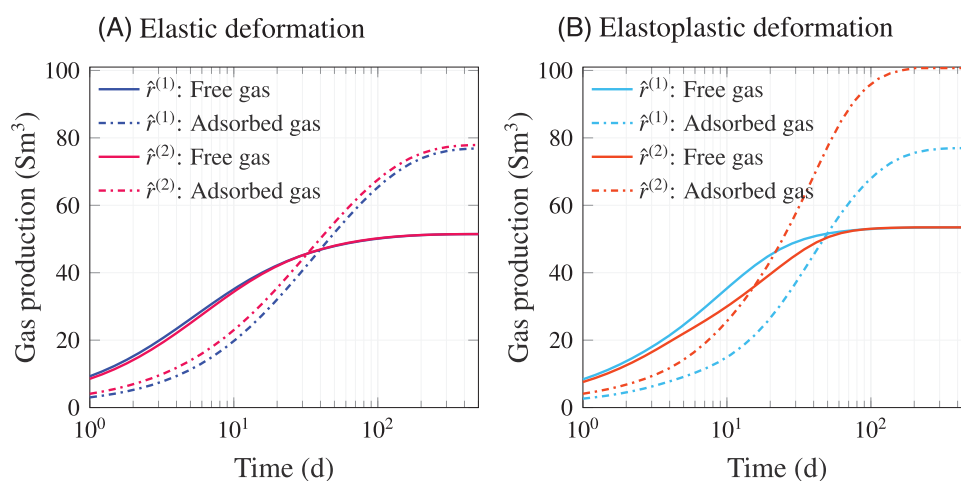 (A) Elastic deformation
Gas production (Sm³)
100
80
60
40
20
0
r̂⁽¹⁾: Free gas
r̂⁽¹⁾: Adsorbed gas
r̂⁽²⁾: Free gas
r̂⁽²⁾: Adsorbed gas
10⁰ 10¹ 10²
Time (d)
(B) Elastoplastic deformation
Gas production (Sm³)
100
80
60
40
20
0
r̂⁽¹⁾: Free gas
r̂⁽¹⁾: Adsorbed gas
r̂⁽²⁾: Free gas
r̂⁽²⁾: Adsorbed gas
10⁰ 10¹ 10²
Time (d)